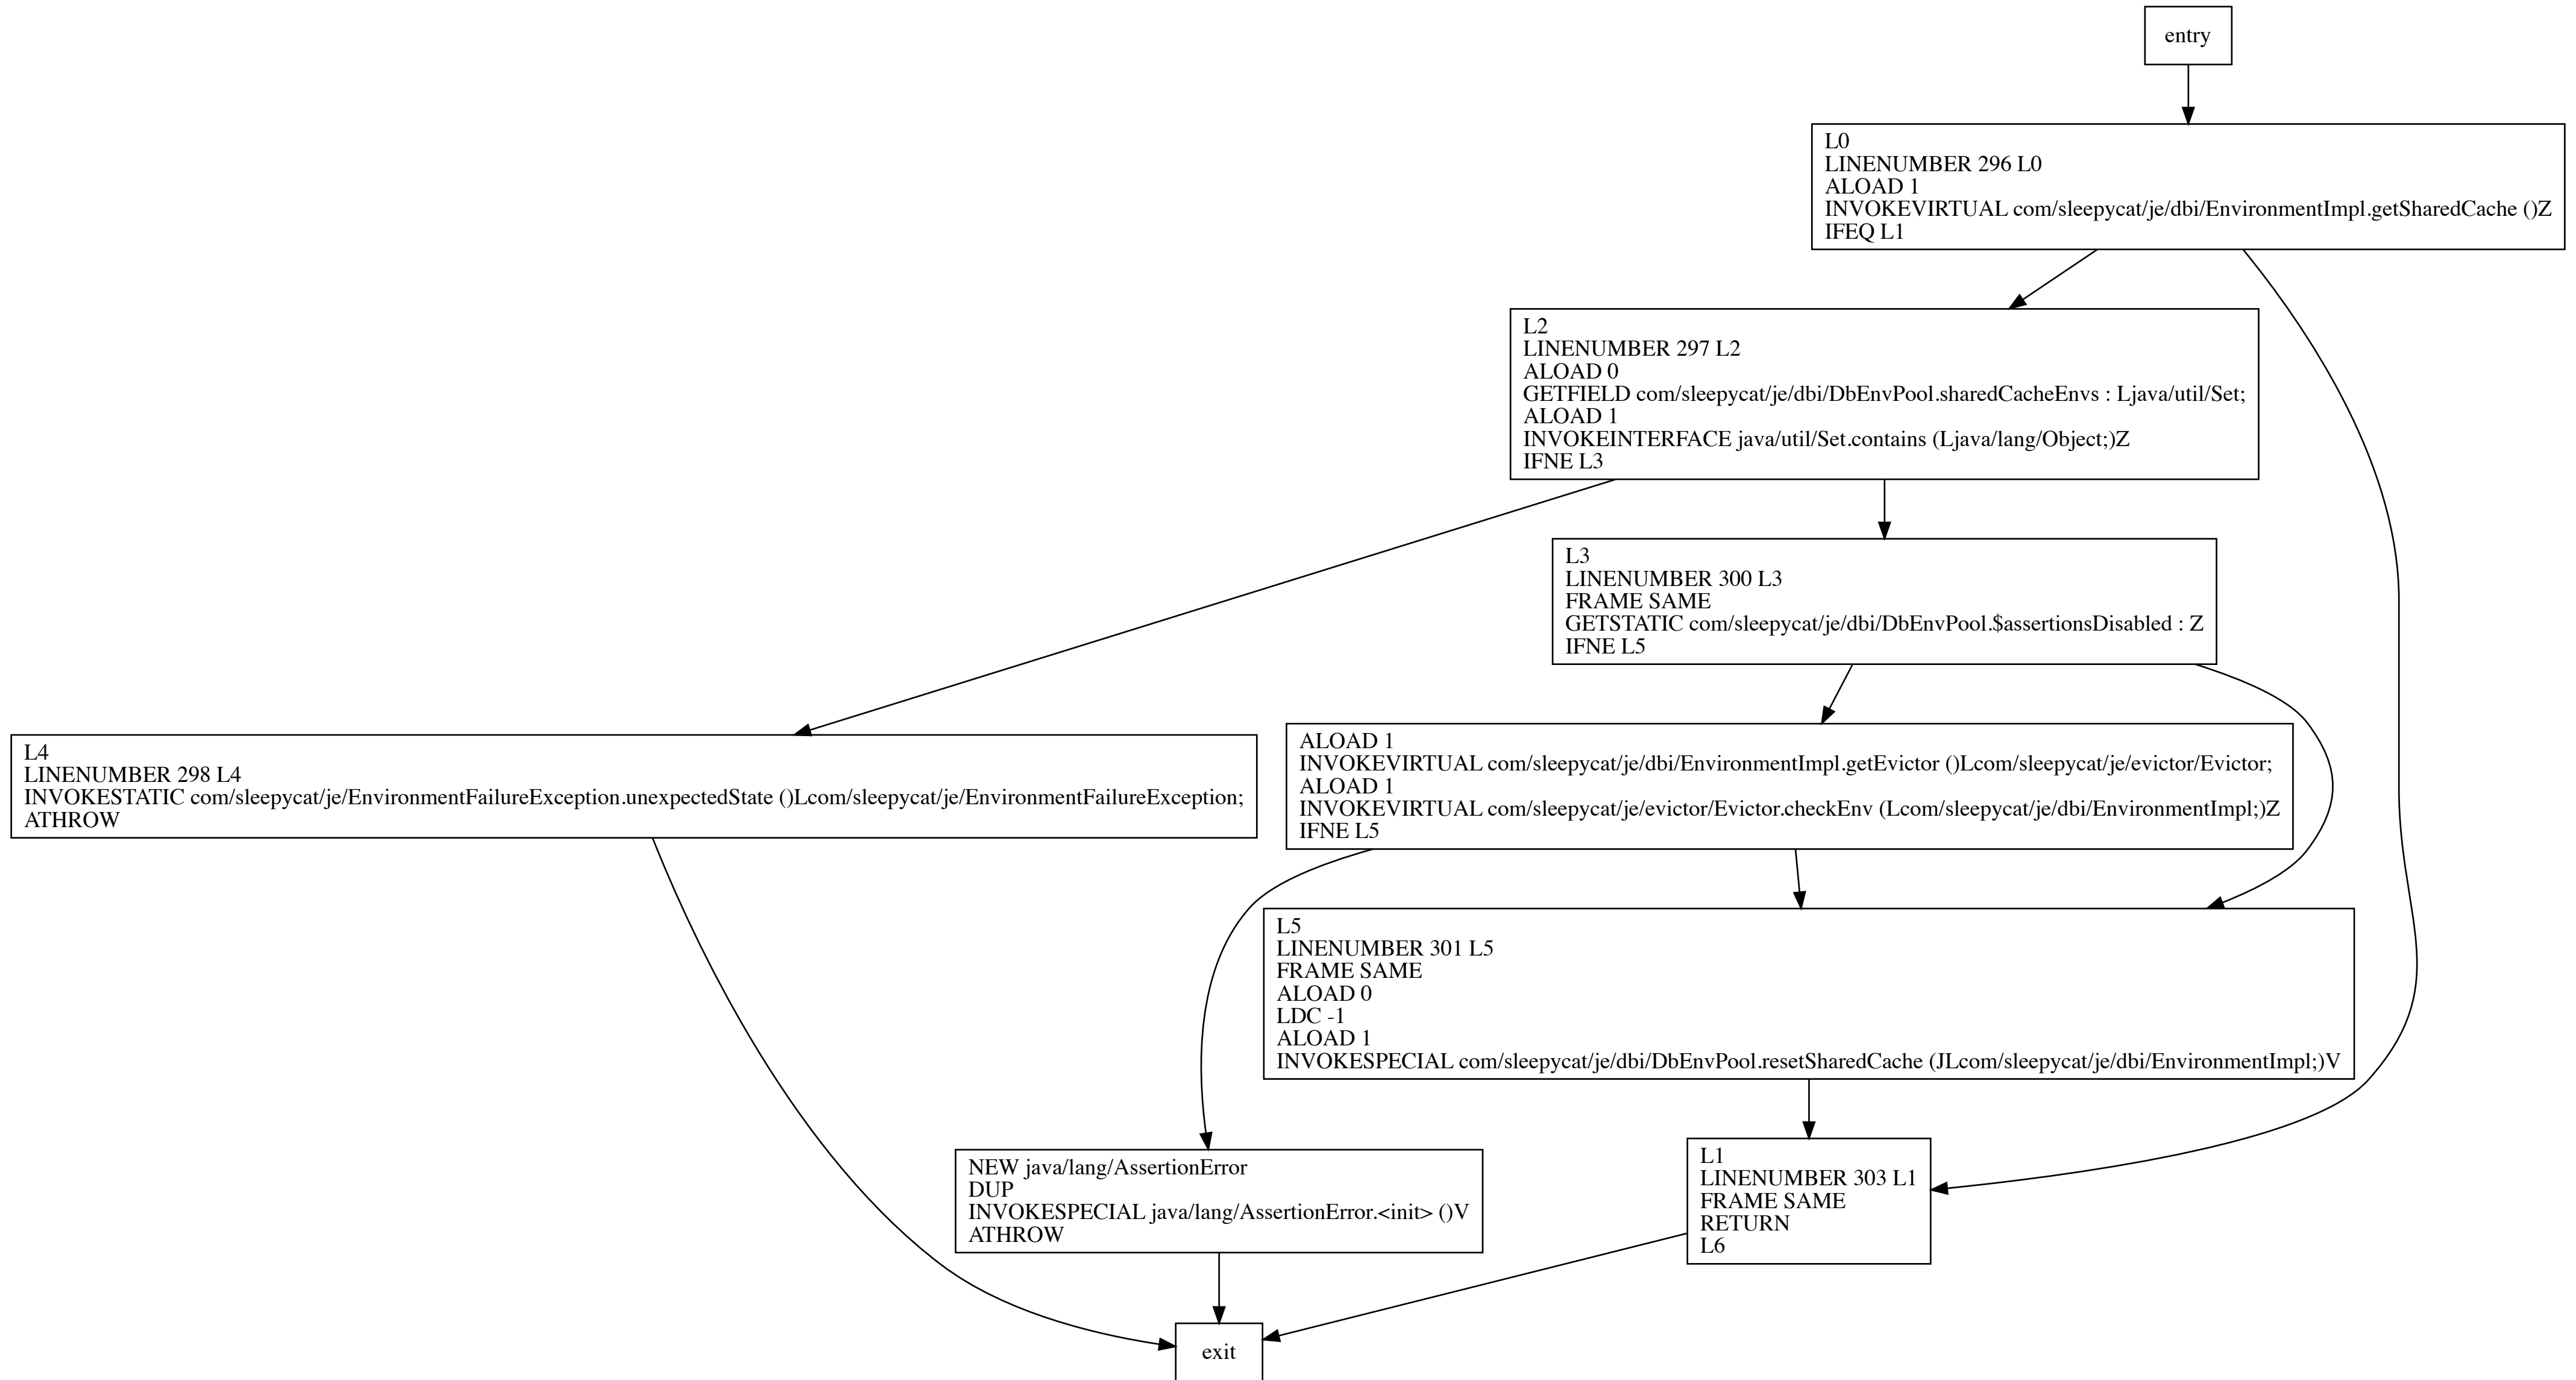 entry
L0
LINENUMBER 296 L0
ALOAD 1
INVOKEVIRTUAL com/sleepycat/je/dbi/EnvironmentImpl.getSharedCache ()Z
IFEQ L1
L2
LINENUMBER 297 L2
ALOAD 0
GETFIELD com/sleepycat/je/dbi/DbEnvPool.sharedCacheEnvs : Ljava/util/Set;
ALOAD 1
INVOKEINTERFACE java/util/Set.contains (Ljava/lang/Object;)Z
IFNE L3
L3
LINENUMBER 300 L3
FRAME SAME
GETSTATIC com/sleepycat/je/dbi/DbEnvPool.$assertionsDisabled : Z
IFNE L5
L4
LINENUMBER 298 L4
INVOKESTATIC com/sleepycat/je/EnvironmentFailureException.unexpectedState ()Lcom/sleepycat/je/EnvironmentFailureException;
ATHROW
ALOAD 1
INVOKEVIRTUAL com/sleepycat/je/dbi/EnvironmentImpl.getEvictor ()Lcom/sleepycat/je/evictor/Evictor;
ALOAD 1
INVOKEVIRTUAL com/sleepycat/je/evictor/Evictor.checkEnv (Lcom/sleepycat/je/dbi/EnvironmentImpl;)Z
IFNE L5
L5
LINENUMBER 301 L5
FRAME SAME
ALOAD 0
LDC -1
ALOAD 1
INVOKESPECIAL com/sleepycat/je/dbi/DbEnvPool.resetSharedCache (JLcom/sleepycat/je/dbi/EnvironmentImpl;)V
NEW java/lang/AssertionError
DUP
INVOKESPECIAL java/lang/AssertionError.<init> ()V
ATHROW
L1
LINENUMBER 303 L1
FRAME SAME
RETURN
L6
exit